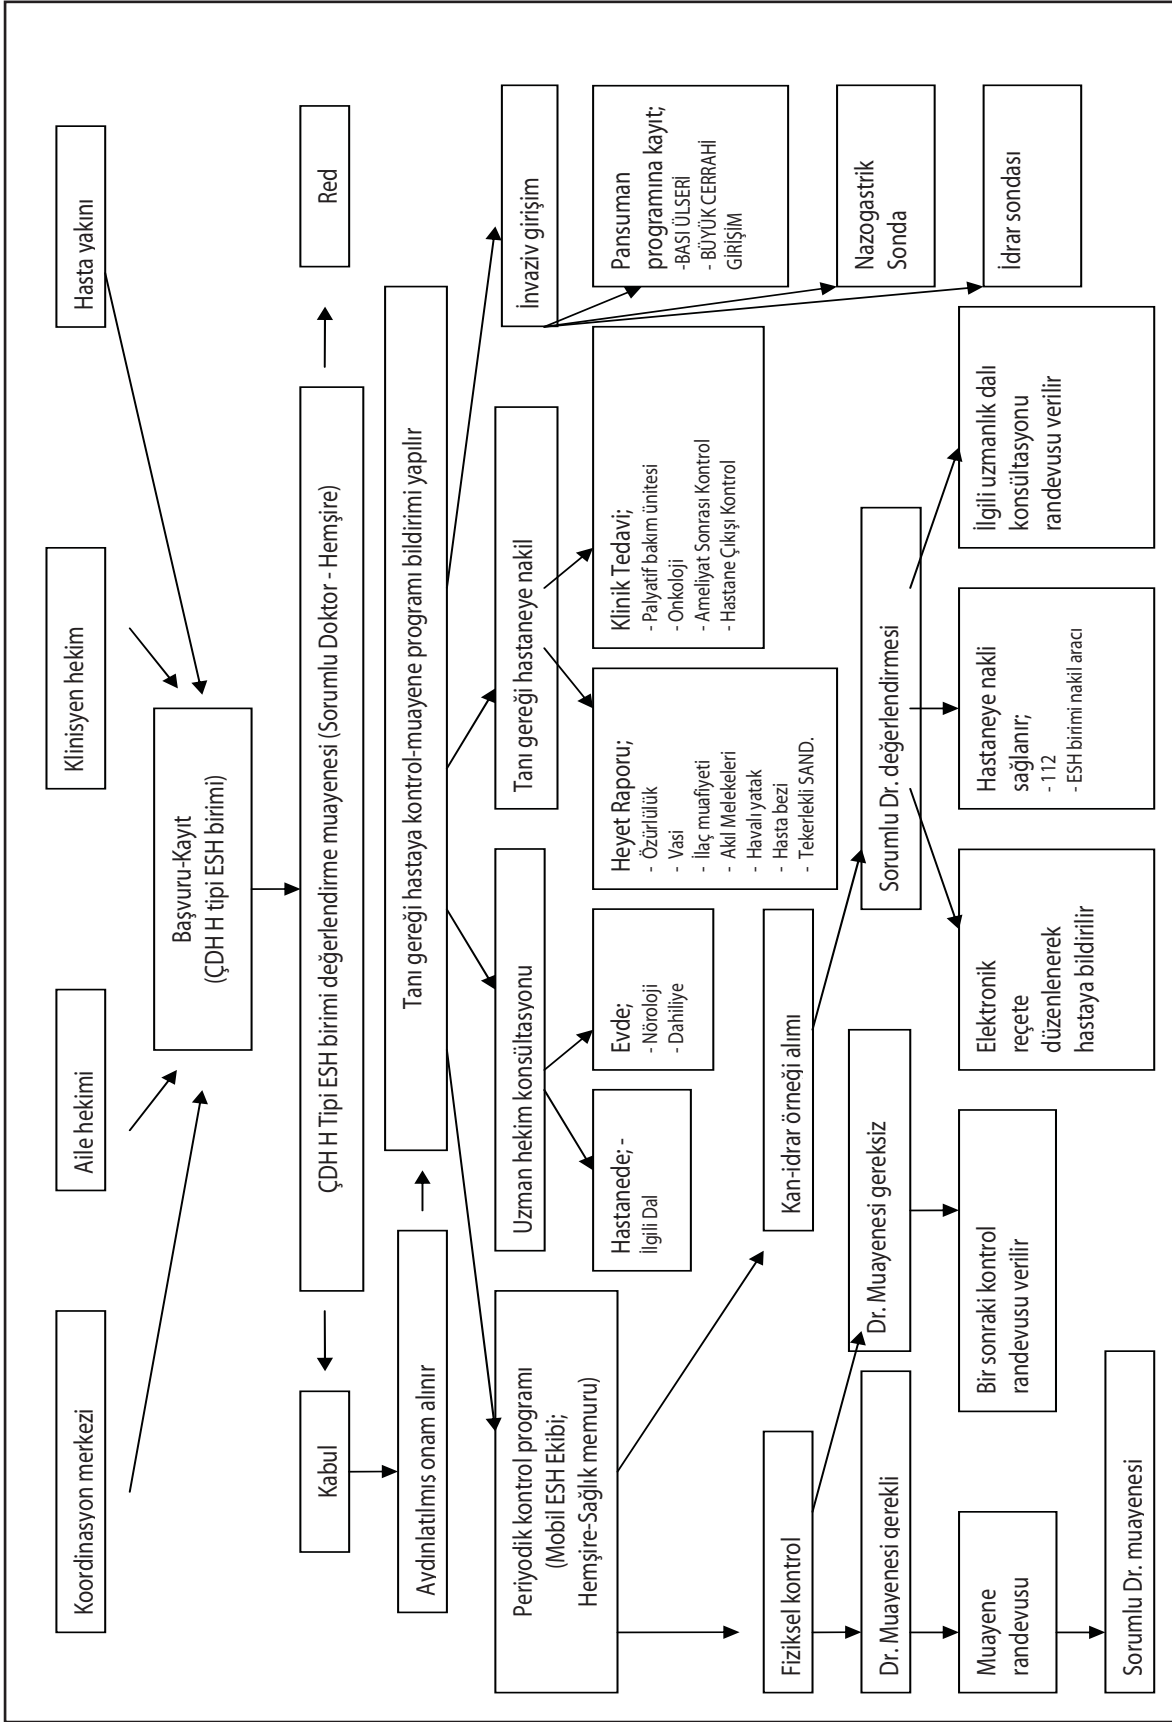 Koordinasyon merkezi
Aile hekimi
Klinisyen hekim
Hasta yakını
Başvuru-Kayıt
(ÇDH H tipi ESH birimi)
Kabul
ÇDH H Tipi ESH birimi değerlendirme muayenesi (Sorumlu Doktor - Hemşire)
Red
Aydınlatılmış onam alınır
Tanı gereği hastaya kontrol-muayene programı bildirimi yapılır
Periyodik kontrol programı
(Mobil ESH Ekibi;
Hemşire-Sağlık memuru)
Uzman hekim konsültasyonu
Tanı gereği hastaneye nakil
İnvaziv girişim
Hastanede; -
İlgili Dal
Evde;
- Nöroloji
- Dahiliye
Heyet Raporu;
- Özürlülük
- Vasi
- İlaç muafiyeti
- Akıl Melekeleri
- Havalı yatak
- Hasta bezi
- Tekerlekli SAND.
Klinik Tedavi;
- Palyatif bakım ünitesi
- Onkoloji
- Ameliyat Sonrası Kontrol
- Hastane Çıkışı Kontrol
Pansuman
programına kayıt;
-BASI ÜLSERİ
- BÜYÜK CERRAHİ
GİRİŞİM
Nazogastrik
Sonda
İdrar sondası
Fiziksel kontrol
Kan-idrar örneği alımı
Dr. Muayenesi gerekli
Dr. Muayenesi gereksiz
Sorumlu Dr. değerlendirmesi
Muayene
randevusu
Bir sonraki kontrol
randevusu verilir
Elektronik
reçete
düzenlenerek
hastaya bildirilir
Hastaneye nakli
sağlanır;
- 112
- ESH birimi nakil aracı
İlgili uzmanlık dalı
konsültasyonu
randevusu verilir
Sorumlu Dr. muayenesi